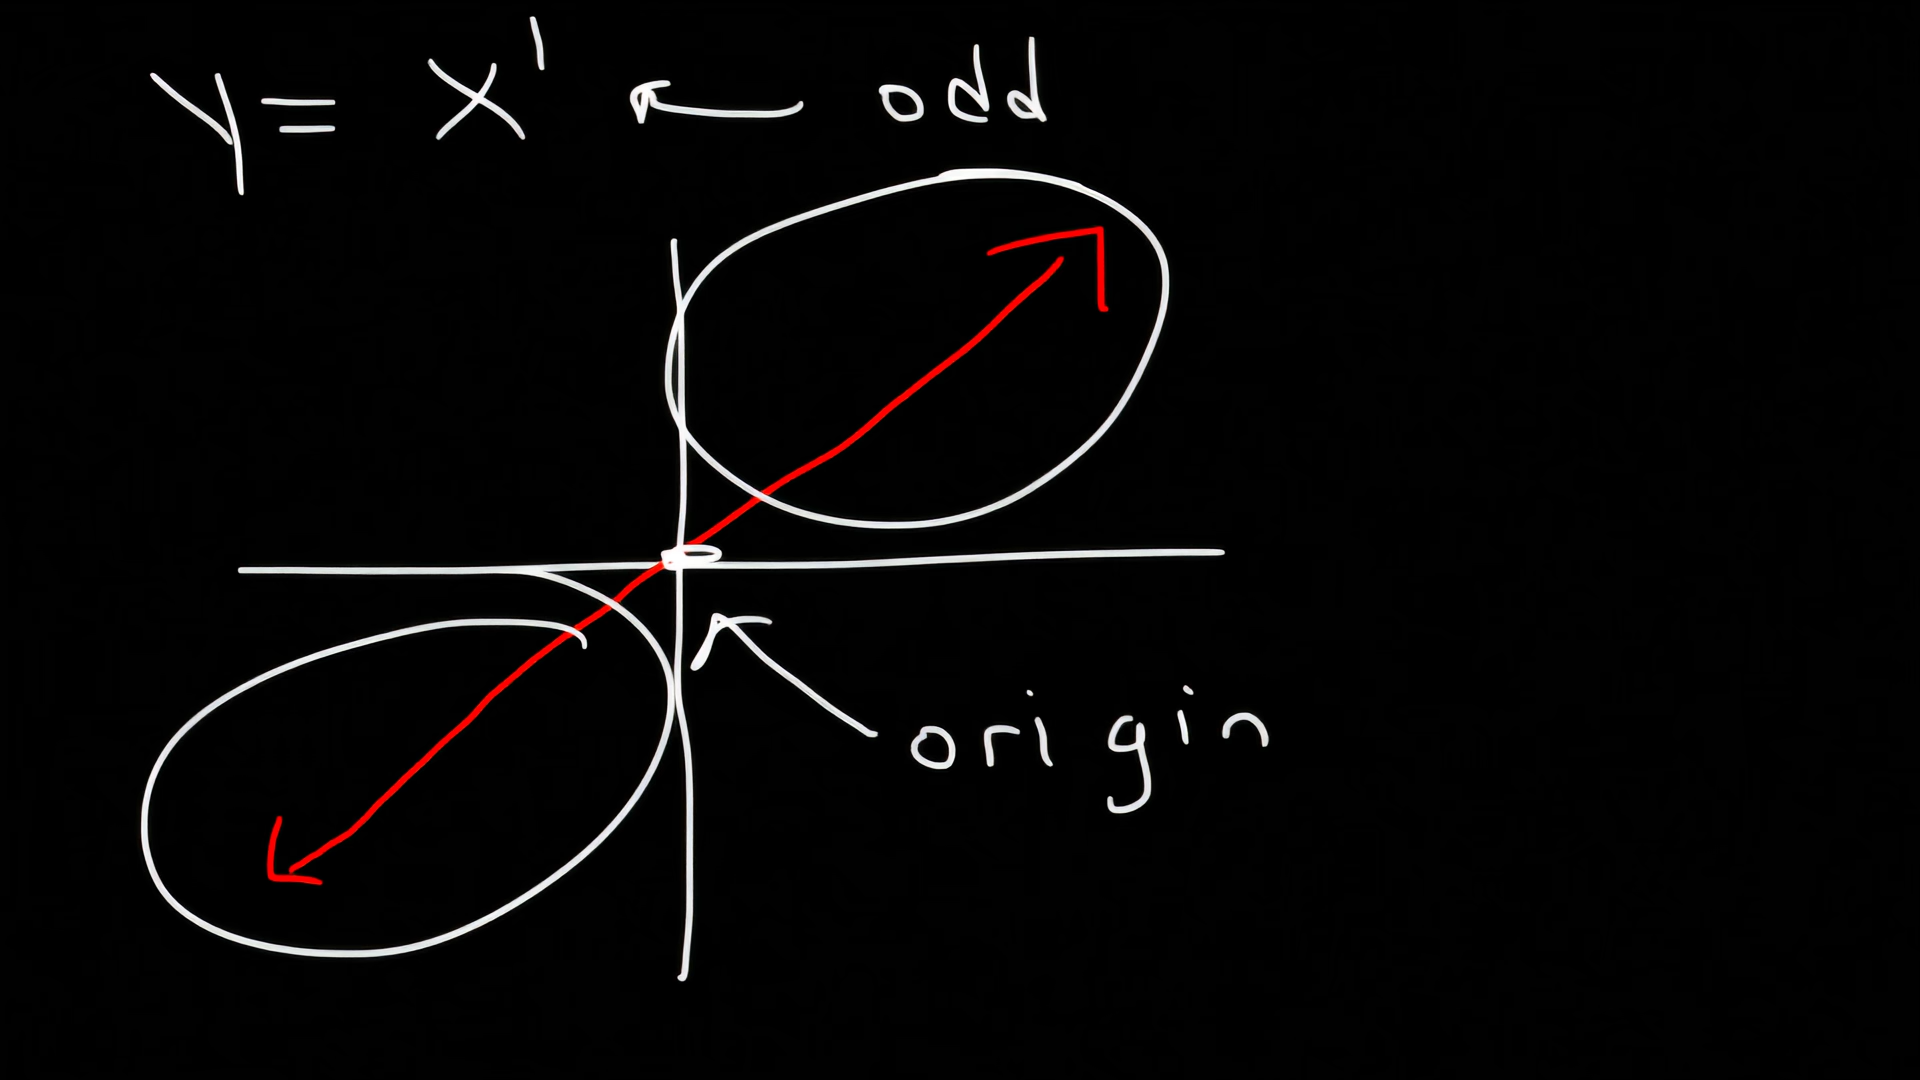 y = x¹ ← odd
origin